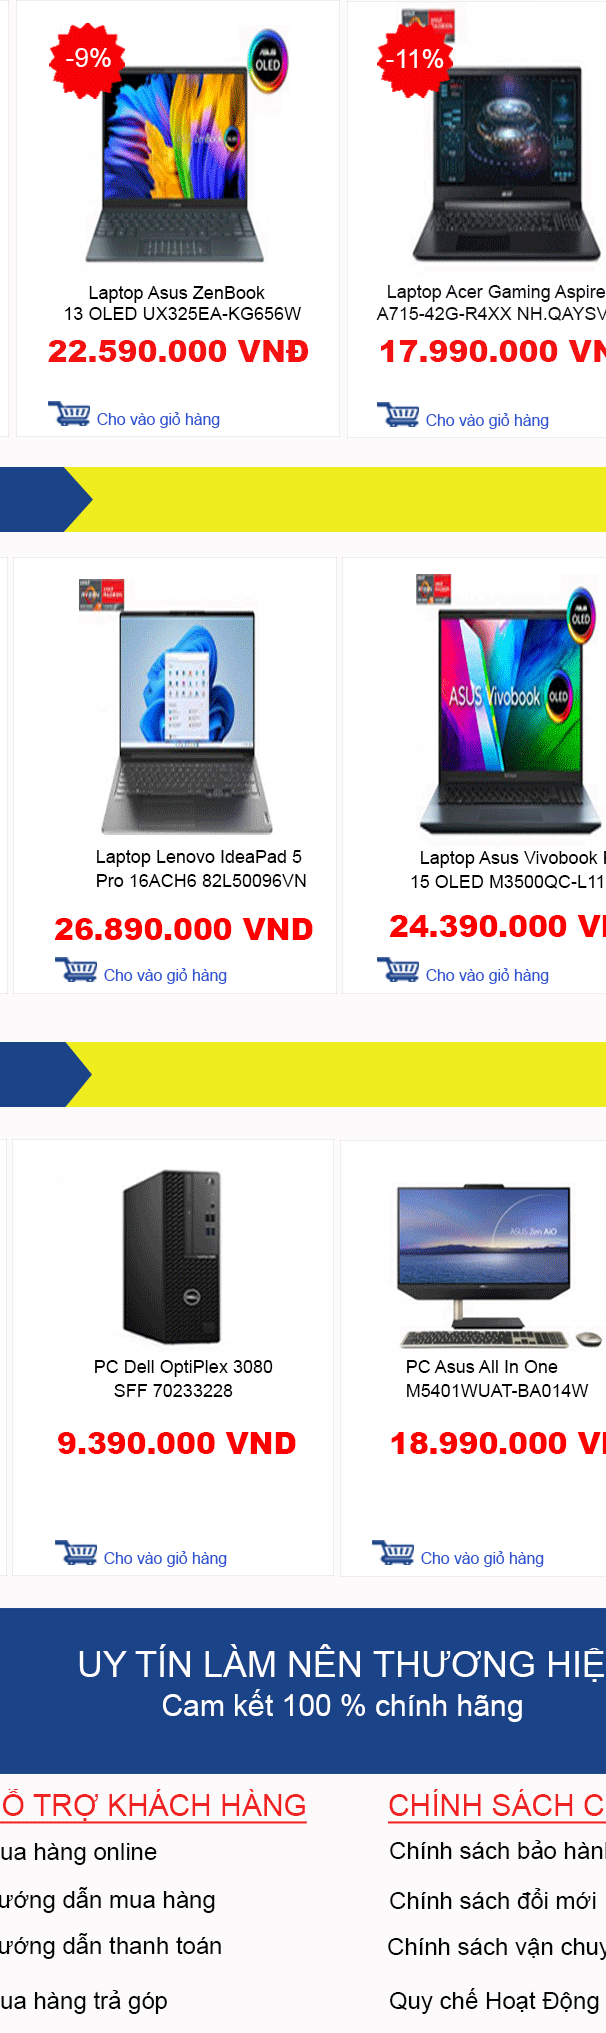 -9%
ASUS
OLED
-11%
Laptop Asus ZenBook
13 OLED UX325EA-KG656W
22.590.000 VNĐ
Cho vào giỏ hàng
Laptop Acer Gaming Aspire
A715-42G-R4XX NH.QAYSV
17.990.000 VN
Cho vào giỏ hàng
Laptop Lenovo IdeaPad 5
Pro 16ACH6 82L50096VN
26.890.000 VND
Cho vào giỏ hàng
ASUS
OLED
ASUS Vivobook OLED
Laptop Asus Vivobook
15 OLED M3500QC-L11
24.390.000 V
Cho vào giỏ hàng
DELL
PC Dell OptiPlex 3080
SFF 70233228
9.390.000 VND
Cho vào giỏ hàng
ASUS Zen AiO
PC Asus All In One
M5401WUAT-BA014W
18.990.000 V
Cho vào giỏ hàng
UY TÍN LÀM NÊN THƯƠNG HIỆ
Cam kết 100 % chính hãng
Ỗ TRỢ KHÁCH HÀNG
ua hàng online
ướng dẫn mua hàng
ướng dẫn thanh toán
ua hàng trả góp
CHÍNH SÁCH C
Chính sách bảo hàn
Chính sách đổi mới
Chính sách vận chuy
Quy chế Hoạt Động